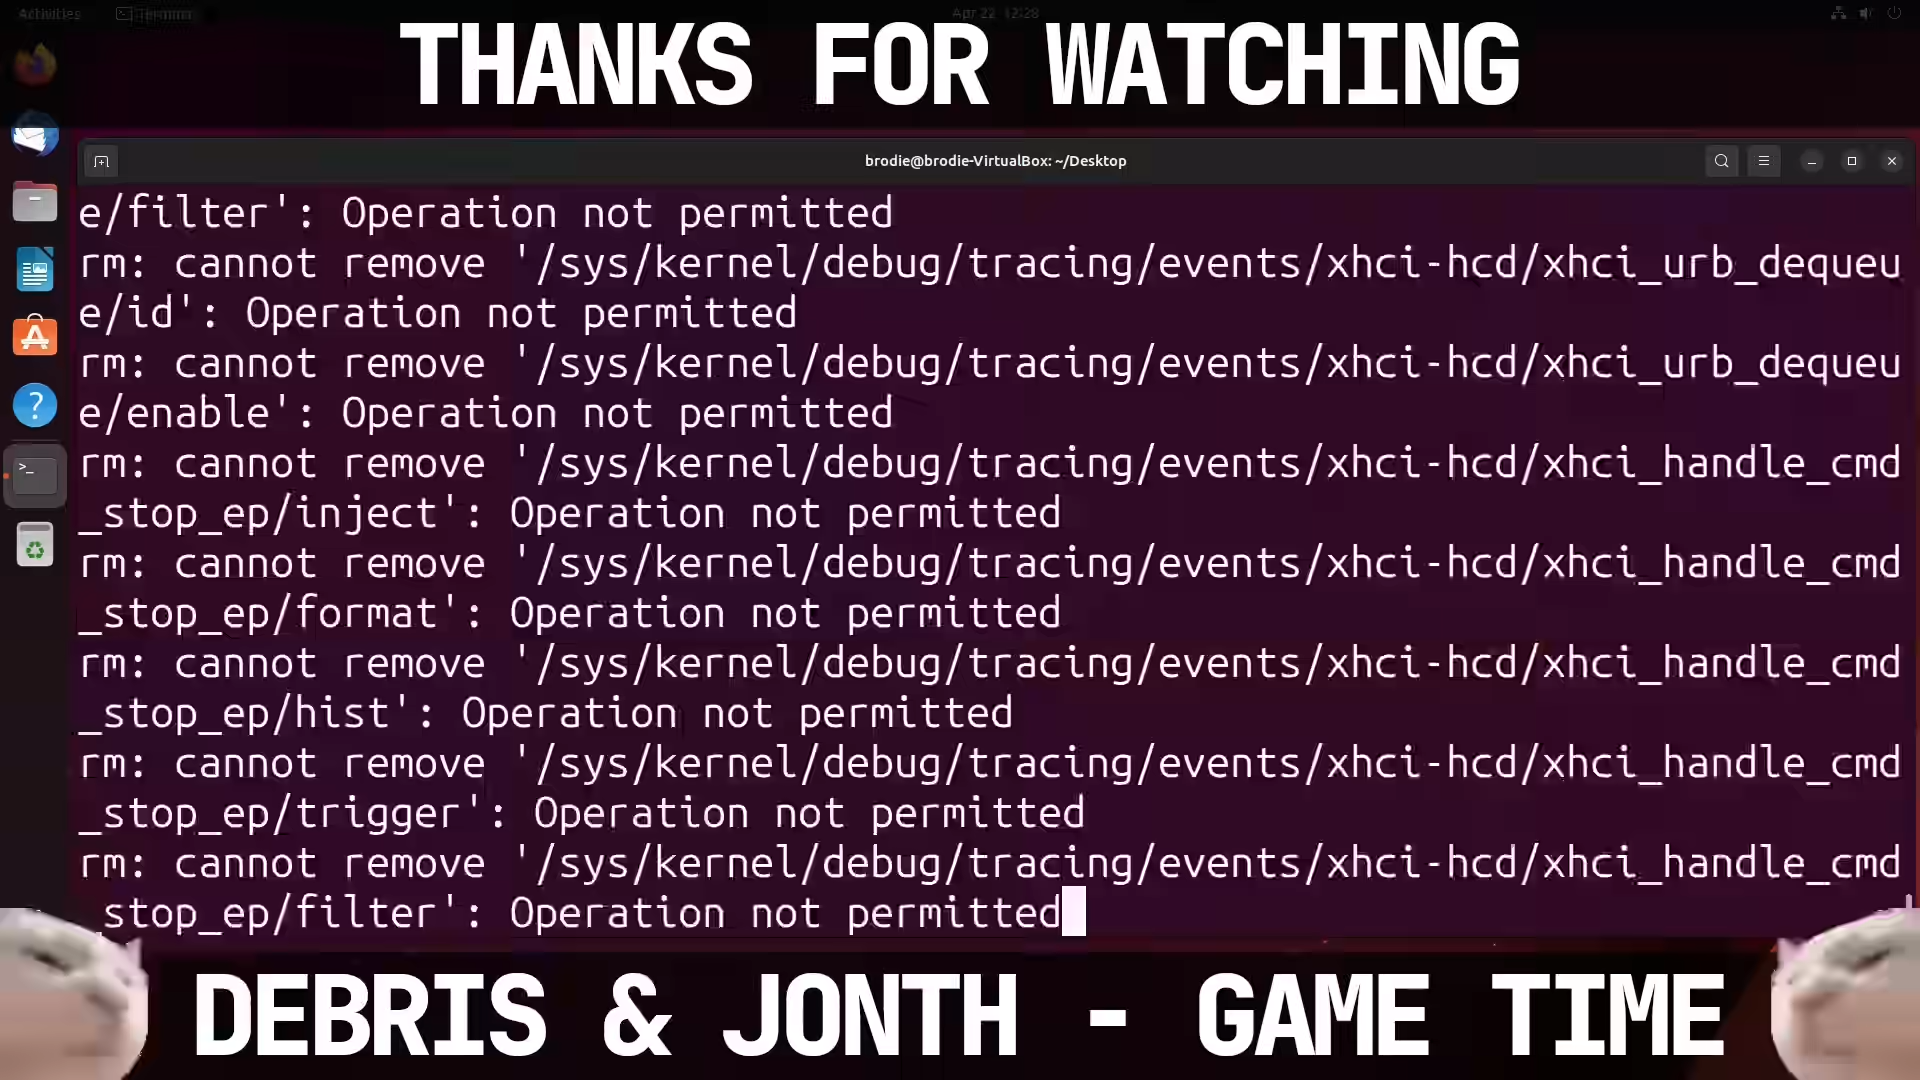 Activities
Terminal
Apr 22 12:28
THANKS FOR WATCHING
brodie@brodie-VirtualBox: ~/Desktop
e/filter': Operation not permitted
rm: cannot remove '/sys/kernel/debug/tracing/events/xhci-hcd/xhci_urb_dequeu
e/id': Operation not permitted
rm: cannot remove '/sys/kernel/debug/tracing/events/xhci-hcd/xhci_urb_dequeu
e/enable': Operation not permitted
rm: cannot remove '/sys/kernel/debug/tracing/events/xhci-hcd/xhci_handle_cmd
_stop_ep/inject': Operation not permitted
rm: cannot remove '/sys/kernel/debug/tracing/events/xhci-hcd/xhci_handle_cmd
_stop_ep/format': Operation not permitted
rm: cannot remove '/sys/kernel/debug/tracing/events/xhci-hcd/xhci_handle_cmd
_stop_ep/hist': Operation not permitted
rm: cannot remove '/sys/kernel/debug/tracing/events/xhci-hcd/xhci_handle_cmd
_stop_ep/trigger': Operation not permitted
rm: cannot remove '/sys/kernel/debug/tracing/events/xhci-hcd/xhci_handle_cmd
_stop_ep/filter': Operation not permitted
DEBRIS & JONTH - GAME TIME